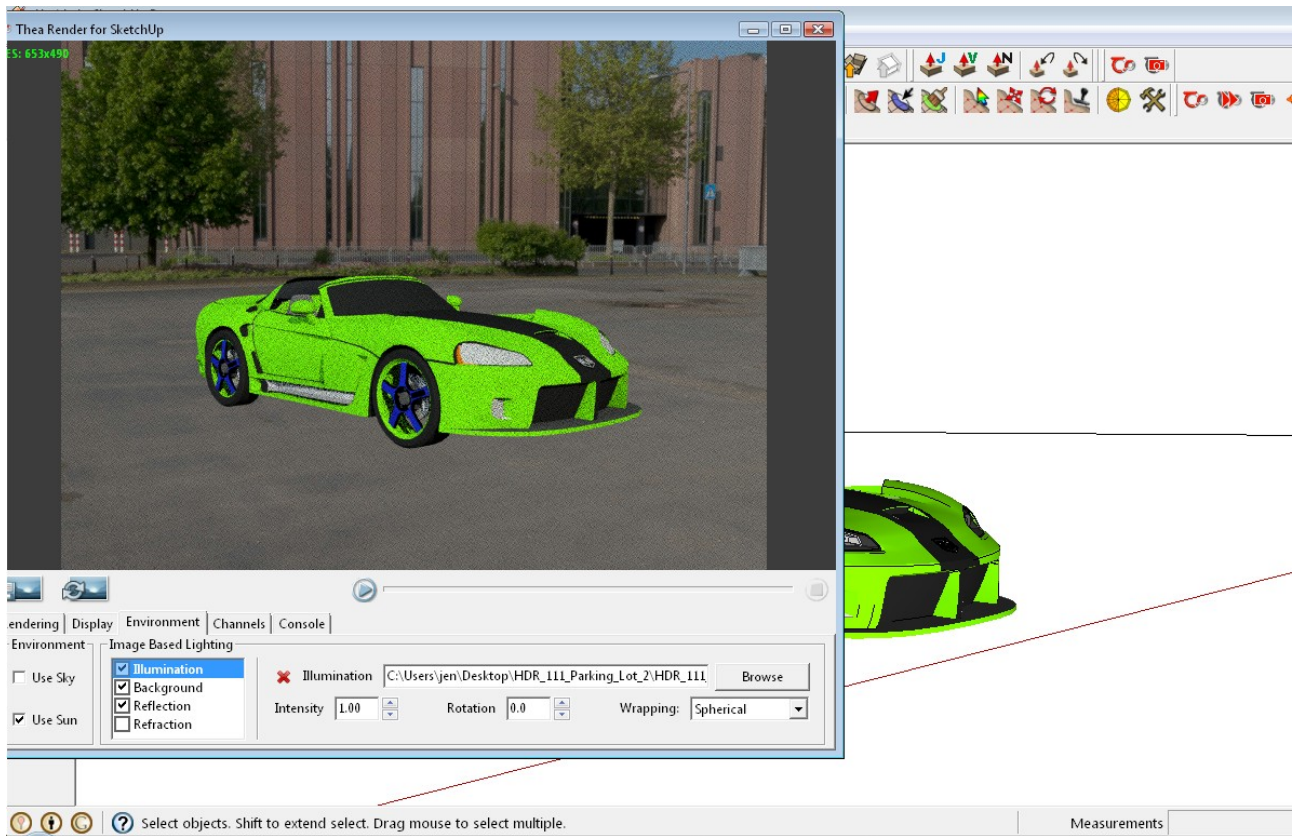 Thea Render for SketchUp
ES: 653x490
J V N
endering Display Environment Channels Console
Environment Image Based Lighting
Illumination
Illumination C:\Users\jen\Desktop\HDR_111_Parking_Lot_2\HDR_111_ Browse
Use Sky
Background
Reflection
Intensity 1.00 Rotation 0.0 Wrapping: Spherical
Use Sun
Refraction
Select objects. Shift to extend select. Drag mouse to select multiple.
Measurements